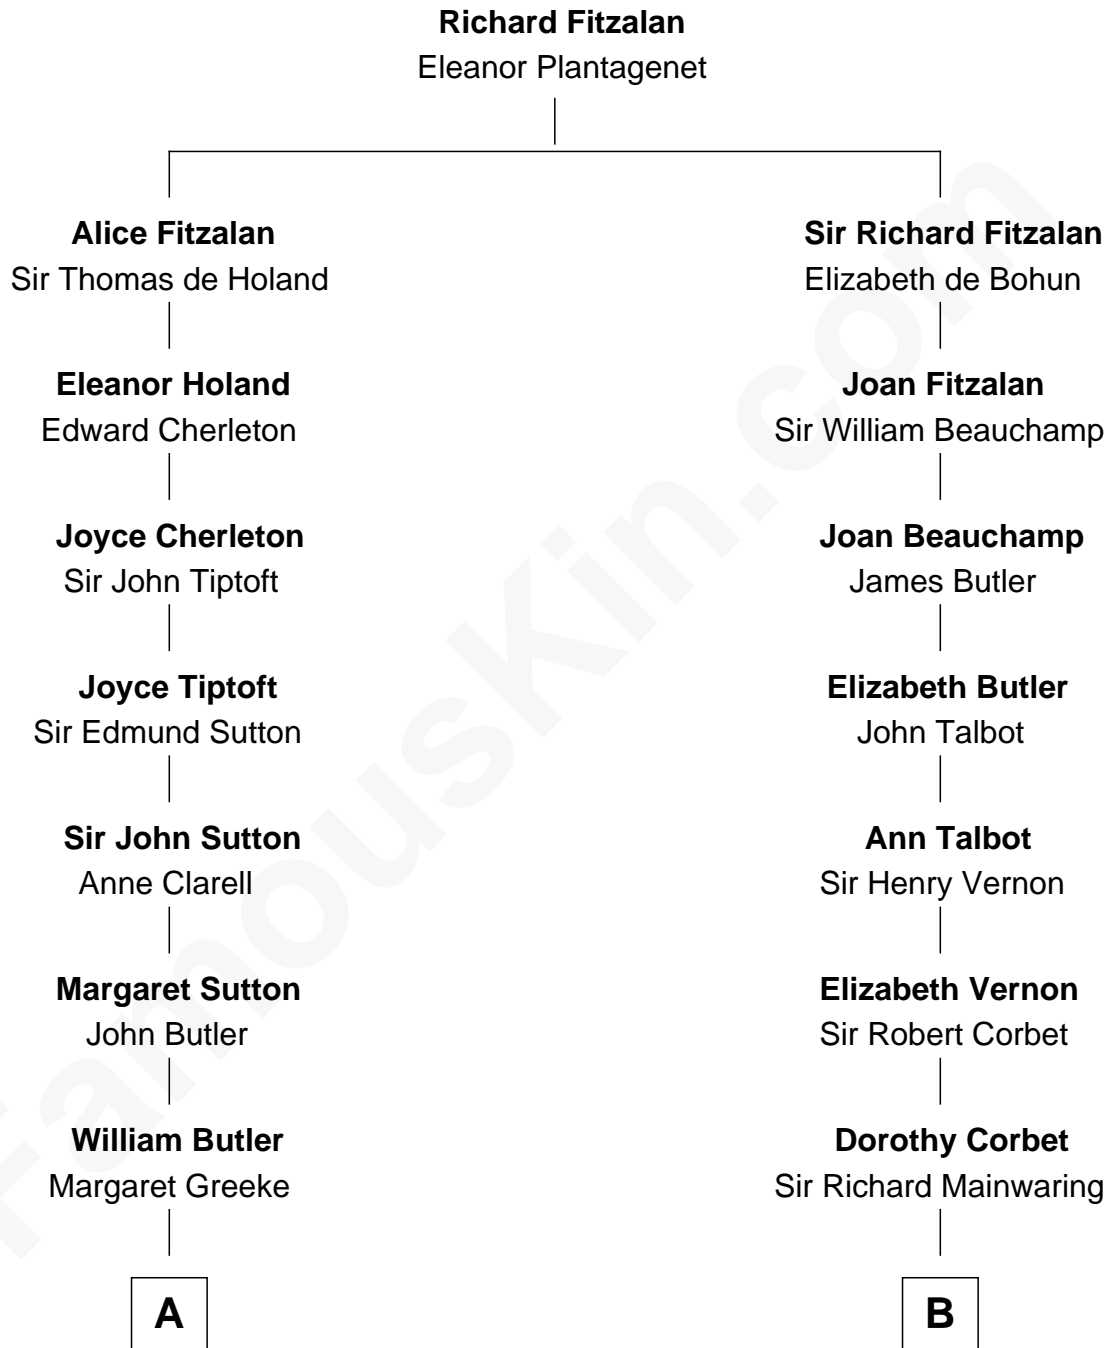 Richard Fitzalan
Eleanor Plantagenet
Alice Fitzalan
Sir Thomas de Holand
Sir Richard Fitzalan
Elizabeth de Bohun
Eleanor Holand
Edward Cherleton
Joan Fitzalan
Sir William Beauchamp
Joyce Cherleton
Sir John Tiptoft
Joan Beauchamp
James Butler
Joyce Tiptoft
Sir Edmund Sutton
Elizabeth Butler
John Talbot
Sir John Sutton
Anne Clarell
Ann Talbot
Sir Henry Vernon
Margaret Sutton
John Butler
Elizabeth Vernon
Sir Robert Corbet
William Butler
Margaret Greeke
Dorothy Corbet
Sir Richard Mainwaring
A
B
FamousKin.com